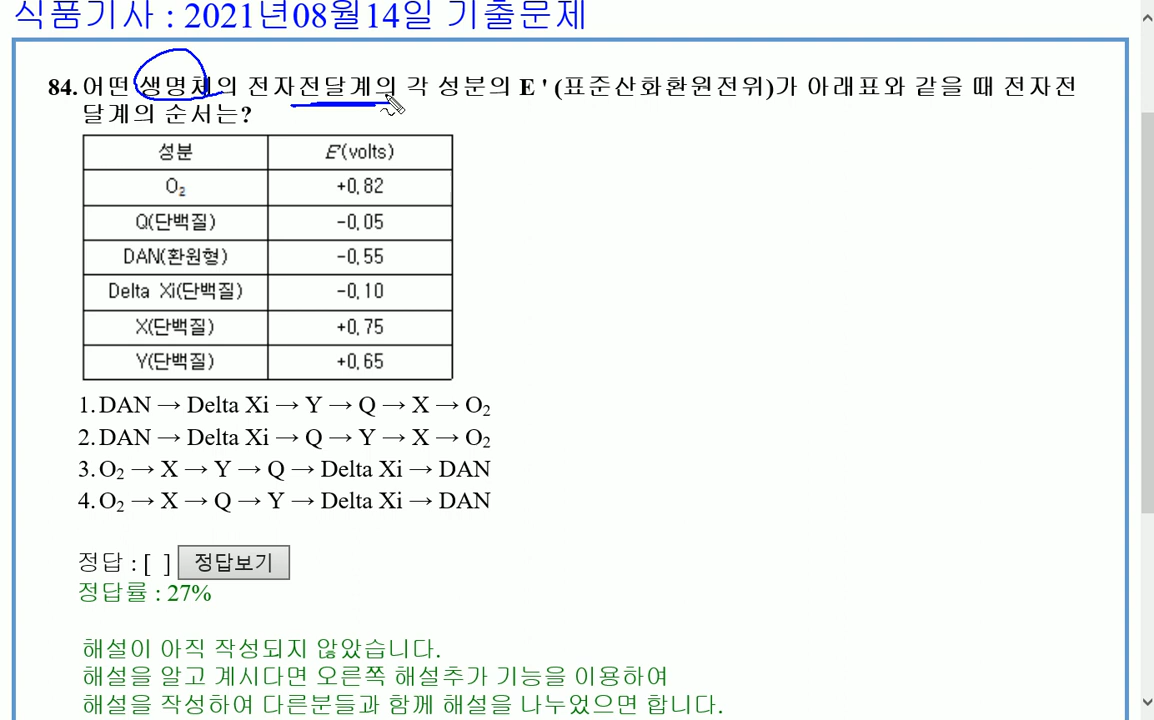 식품기사 : 2021년08월14일 기출문제
84. 어떤 생명체의 전자전달계의 각 성분의 E ' (표준산화환원전위)가 아래표와 같을 때 전자전
달계의 순서는?
성분 E'(volts)
O₂ +0.82
Q(단백질) -0.05
DAN(환원형) -0.55
Delta Xi(단백질) -0.10
X(단백질) +0.75
Y(단백질) +0.65
1. DAN → Delta Xi → Y → Q → X → O₂
2. DAN → Delta Xi → Q → Y → X → O₂
3. O₂ → X → Y → Q → Delta Xi → DAN
4. O₂ → X → Q → Y → Delta Xi → DAN
정답 : [ ] 정답보기
정답률 : 27%
해설이 아직 작성되지 않았습니다.
해설을 알고 계시다면 오른쪽 해설추가 기능을 이용하여
해설을 작성하여 다른분들과 함께 해설을 나누었으면 합니다.